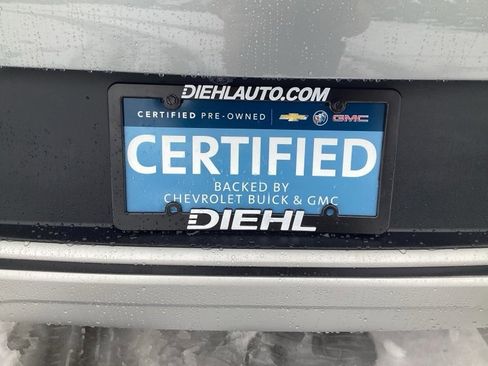 DIEHLAUTO.COM
CERTIFIED PRE-OWNED GMC
CERTIFIED
BACKED BY
CHEVROLET BUICK & GMC
DIEHL